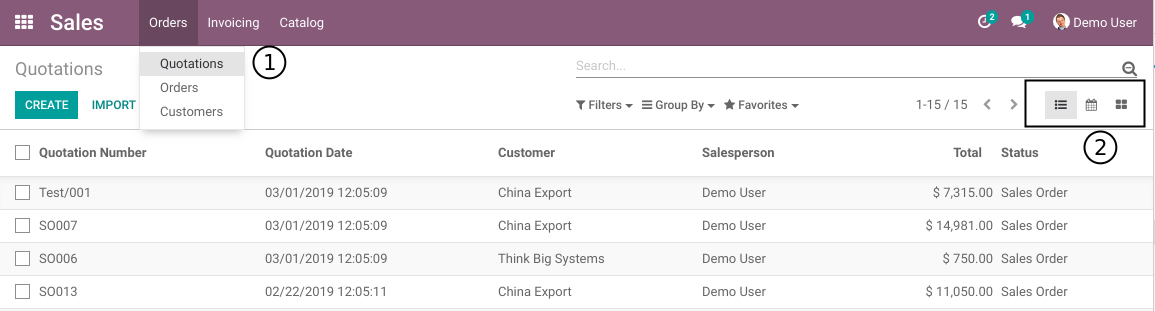 Sales Orders Invoicing Catalog 2 1 Demo User
Quotations 1
Quotations Search...
Orders
CREATE IMPORT Filters Group By Favorites 1-15 / 15
Customers
2
Quotation Number Quotation Date Customer Salesperson Total Status
Test/001 03/01/2019 12:05:09 China Export Demo User $ 7,315.00 Sales Order
SO007 03/01/2019 12:05:09 China Export Demo User $ 14,981.00 Sales Order
SO006 03/01/2019 12:05:09 Think Big Systems Demo User $ 750.00 Sales Order
SO013 02/22/2019 12:05:11 China Export Demo User $ 11,050.00 Sales Order